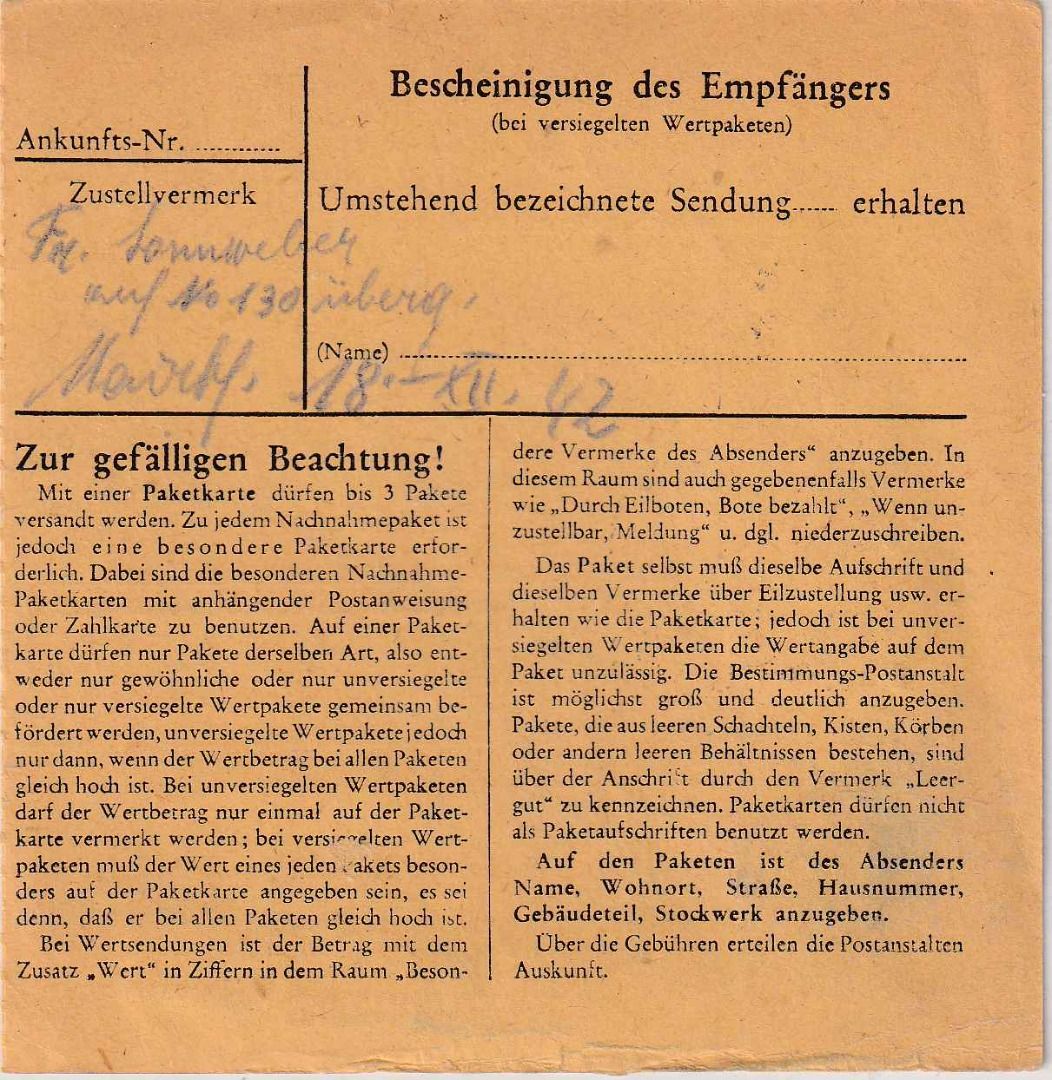 Ankunfts-Nr. ............
Zustellvermerk
Fr. Sonnweber
auf No 130 überg.
18. XII. 42
Bescheinigung des Empfängers
(bei versiegelten Wertpaketen)
Umstehend bezeichnete Sendung...... erhalten
(Name) ................................................
Zur gefälligen Beachtung!
Mit einer Paketkarte dürfen bis 3 Pakete
versandt werden. Zu jedem Nachnahmepaket ist
jedoch eine besondere Paketkarte erfor-
derlich. Dabei sind die besonderen Nachnahme-
Paketkarten mit anhängender Postanweisung
oder Zahlkarte zu benutzen. Auf einer Paket-
karte dürfen nur Pakete derselben Art, also ent-
weder nur gewöhnliche oder nur unversiegelte
oder nur versiegelte Wertpakete gemeinsam be-
fördert werden, unversiegelte Wertpakete jedoch
nur dann, wenn der Wertbetrag bei allen Paketen
gleich hoch ist. Bei unversiegelten Wertpaketen
darf der Wertbetrag nur einmal auf der Paket-
karte vermerkt werden; bei versiegelten Wert-
paketen muß der Wert eines jeden Pakets beson-
ders auf der Paketkarte angegeben sein, es sei
denn, daß er bei allen Paketen gleich hoch ist.
Bei Wertsendungen ist der Betrag mit dem
Zusatz „Wert“ in Ziffern in dem Raum „Beson-
dere Vermerke des Absenders“ anzugeben. In
diesem Raum sind auch gegebenenfalls Vermerke
wie „Durch Eilboten, Bote bezahlt“, „Wenn un-
zustellbar, Meldung“ u. dgl. niederzuschreiben.
Das Paket selbst muß dieselbe Aufschrift und
dieselben Vermerke über Eilzustellung usw. er-
halten wie die Paketkarte; jedoch ist bei unver-
siegelten Wertpaketen die Wertangabe auf dem
Paket unzulässig. Die Bestimmungs-Postanstalt
ist möglichst groß und deutlich anzugeben.
Pakete, die aus leeren Schachteln, Kisten, Körben
oder andern leeren Behältnissen bestehen, sind
über der Anschrift durch den Vermerk „Leer-
gut“ zu kennzeichnen. Paketkarten dürfen nicht
als Paketaufschriften benutzt werden.
Auf den Paketen ist des Absenders
Name, Wohnort, Straße, Hausnummer,
Gebäudeteil, Stockwerk anzugeben.
Über die Gebühren erteilen die Postanstalten
Auskunft.